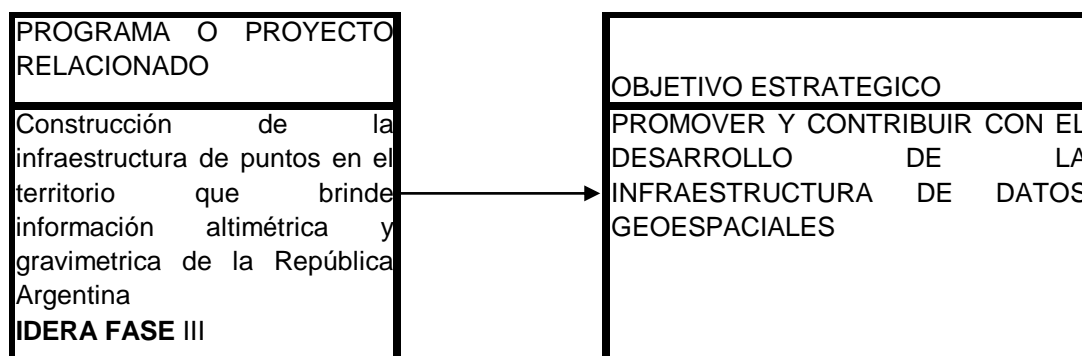 PROGRAMA O PROYECTO
RELACIONADO
Construcción de la
infraestructura de puntos en el
territorio que brinde
información altimétrica y
gravimetrica de la República
Argentina
IDERA FASE III
OBJETIVO ESTRATEGICO
PROMOVER Y CONTRIBUIR CON EL
DESARROLLO DE LA
INFRAESTRUCTURA DE DATOS
GEOESPACIALES